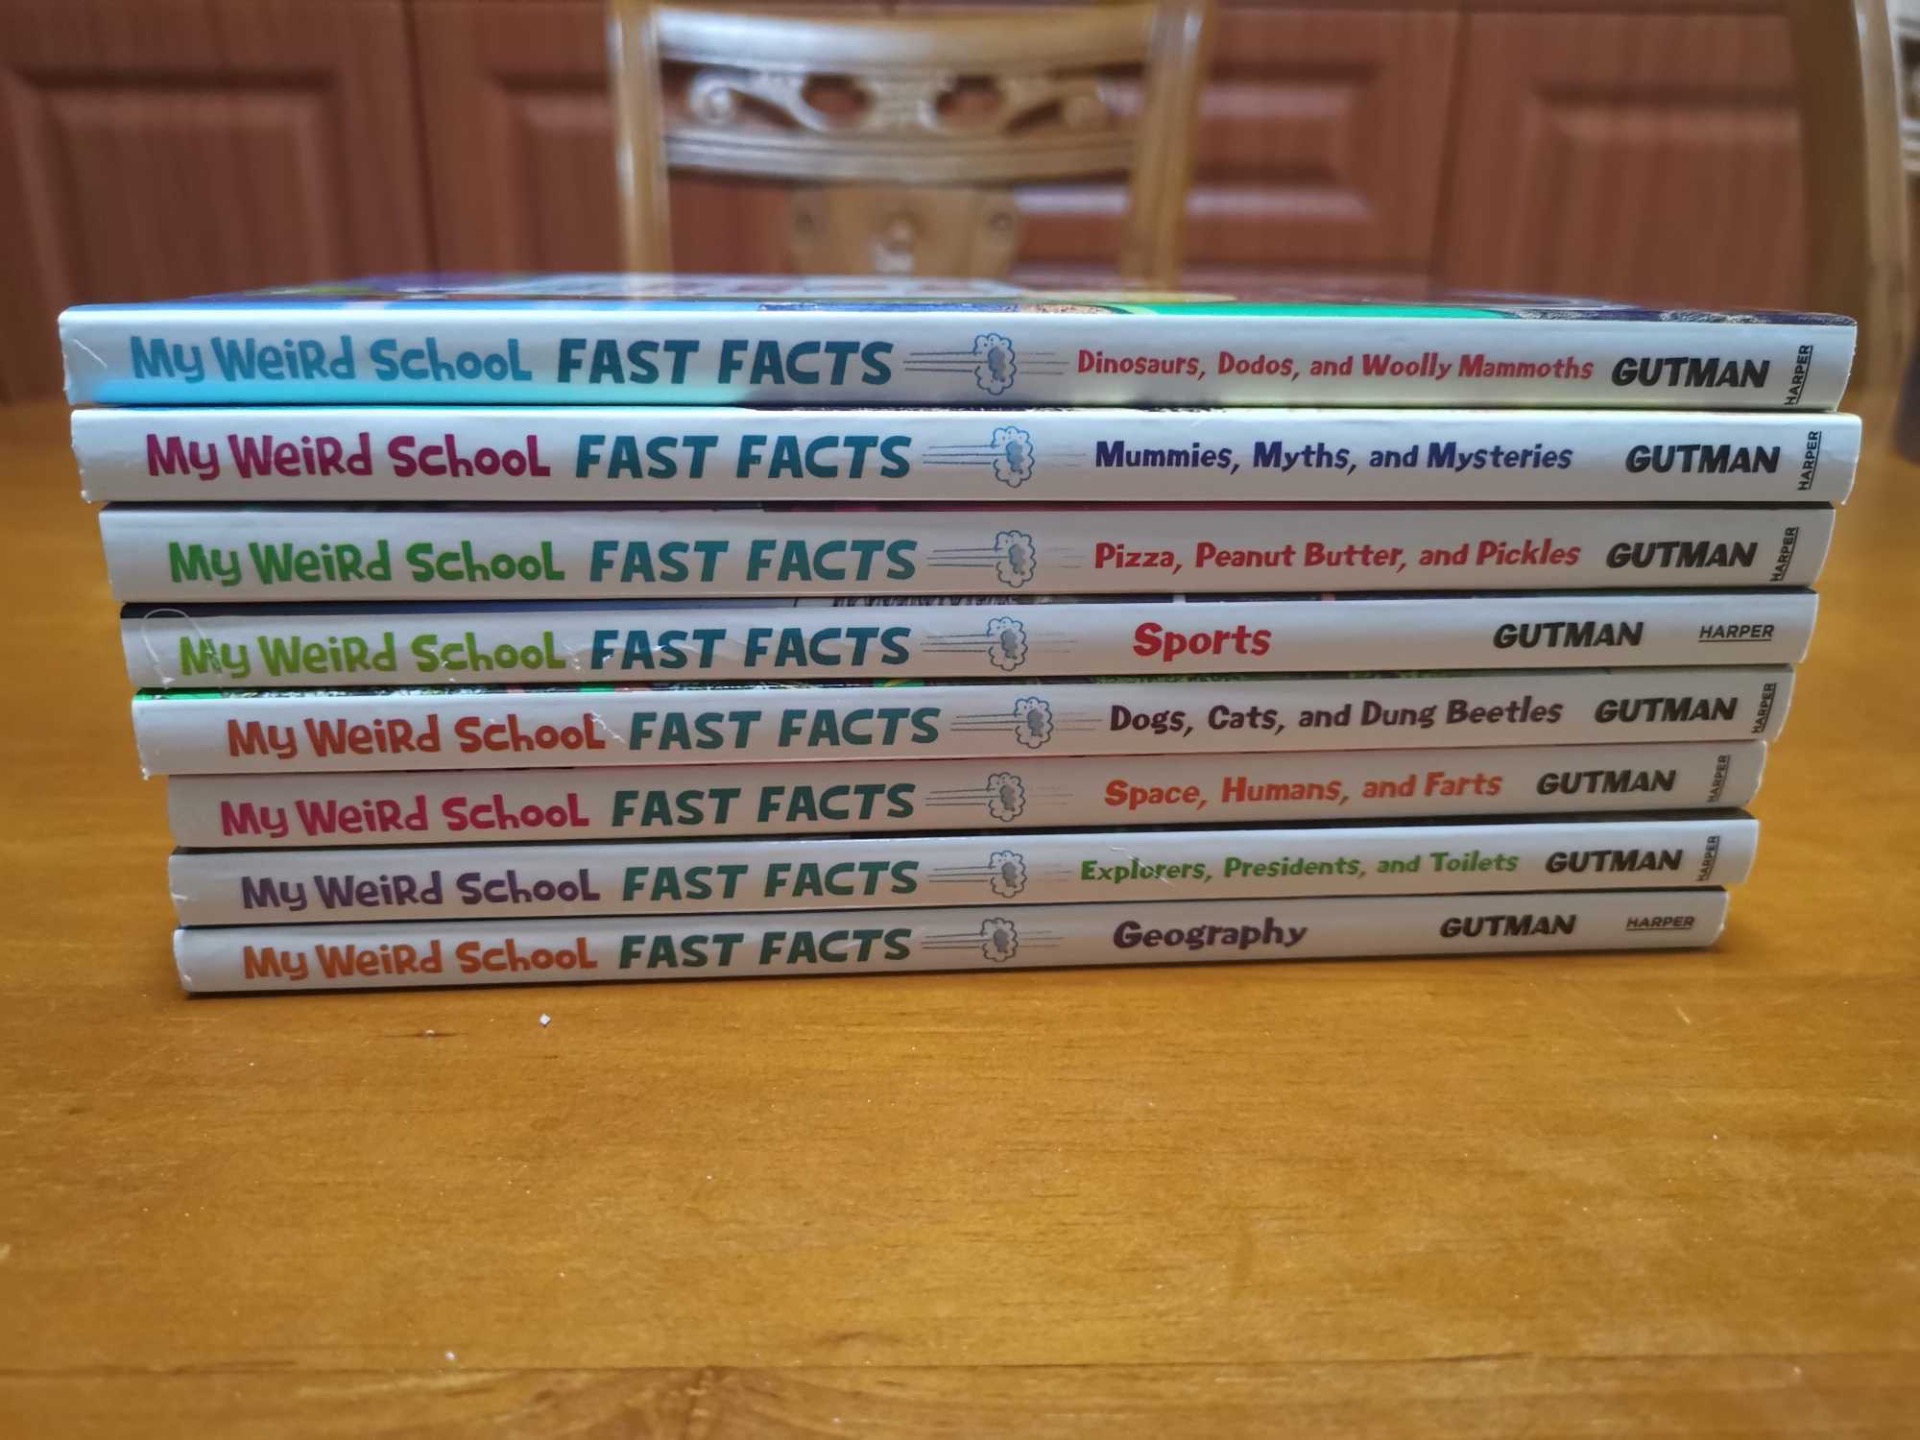 My Weird School FAST FACTS Dinosaurs, Dodos, and Woolly Mammoths GUTMAN HARPER
My Weird School FAST FACTS Mummies, Myths, and Mysteries GUTMAN HARPER
My Weird School FAST FACTS Pizza, Peanut Butter, and Pickles GUTMAN HARPER
My Weird School FAST FACTS Sports GUTMAN HARPER
My Weird School FAST FACTS Dogs, Cats, and Dung Beetles GUTMAN HARPER
My Weird School FAST FACTS Space, Humans, and Farts GUTMAN HARPER
My Weird School FAST FACTS Explorers, Presidents, and Toilets GUTMAN HARPER
My Weird School FAST FACTS Geography GUTMAN HARPER